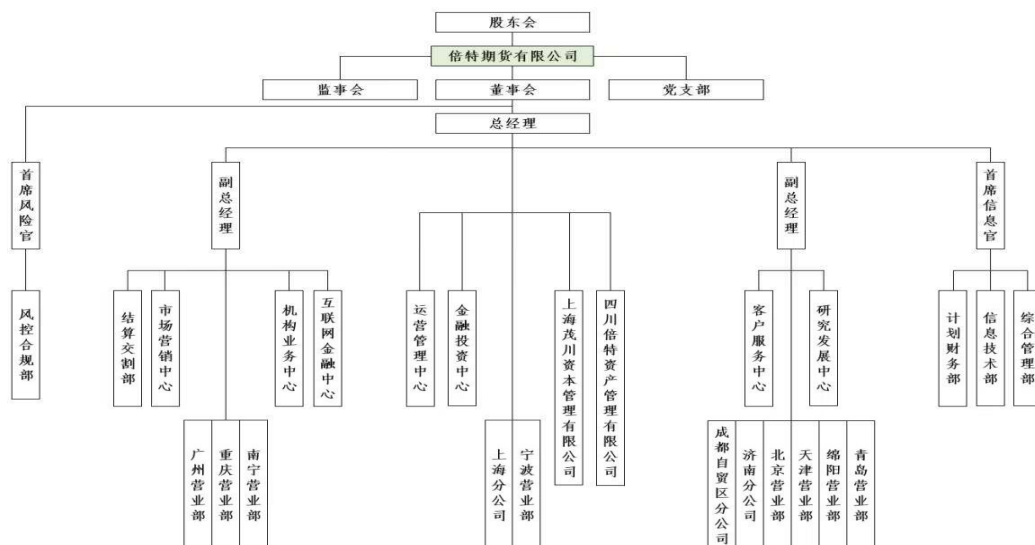 股东会
倍特期货有限公司
监事会
董事会
党支部
总经理
首席风险官
副总经理
副总经理
首席信息官
风控合规部
结算交割部
市场营销中心
机构业务中心
互联网金融中心
运营管理中心
金融投资中心
上海茂川资本管理有限公司
四川倍特资产管理有限公司
客户服务中心
研究发展中心
计划财务部
信息技术部
综合管理部
广州营业部
重庆营业部
南宁营业部
上海分公司
宁波营业部
成都自贸区分公司
济南分公司
北京营业部
天津营业部
绵阳营业部
青岛营业部